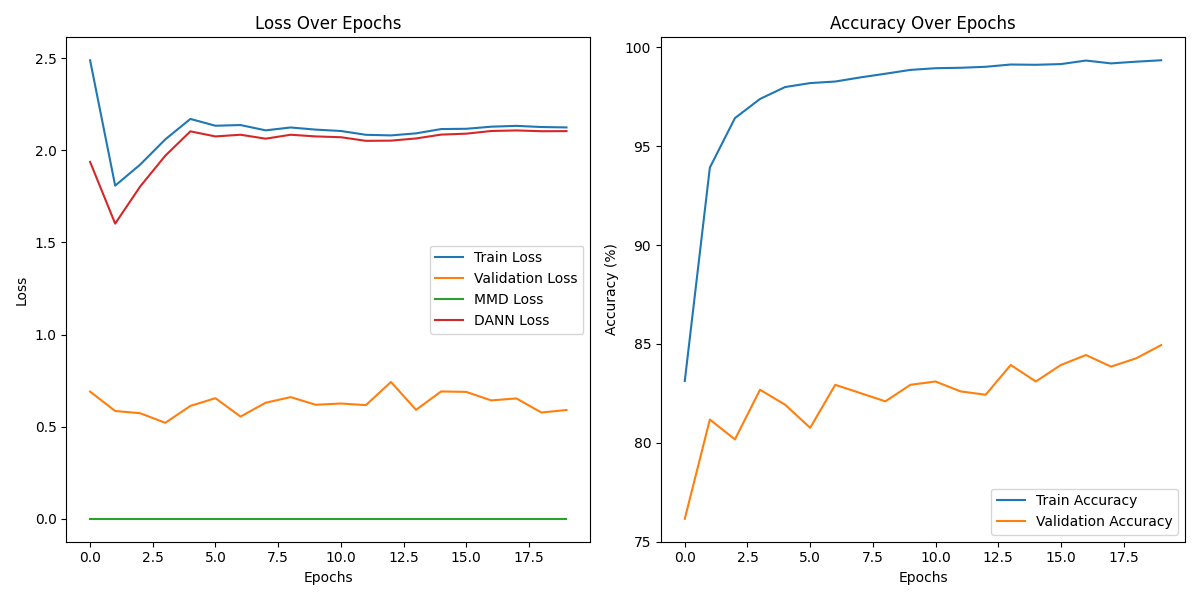 Loss Over Epochs
2.5
2.0
1.5
1.0
0.5
0.0
Loss
Train Loss
Validation Loss
MMD Loss
DANN Loss
0.0 2.5 5.0 7.5 10.0 12.5 15.0 17.5
Epochs
Accuracy Over Epochs
100
95
90
85
80
75
Accuracy (%)
Train Accuracy
Validation Accuracy
0.0 2.5 5.0 7.5 10.0 12.5 15.0 17.5
Epochs